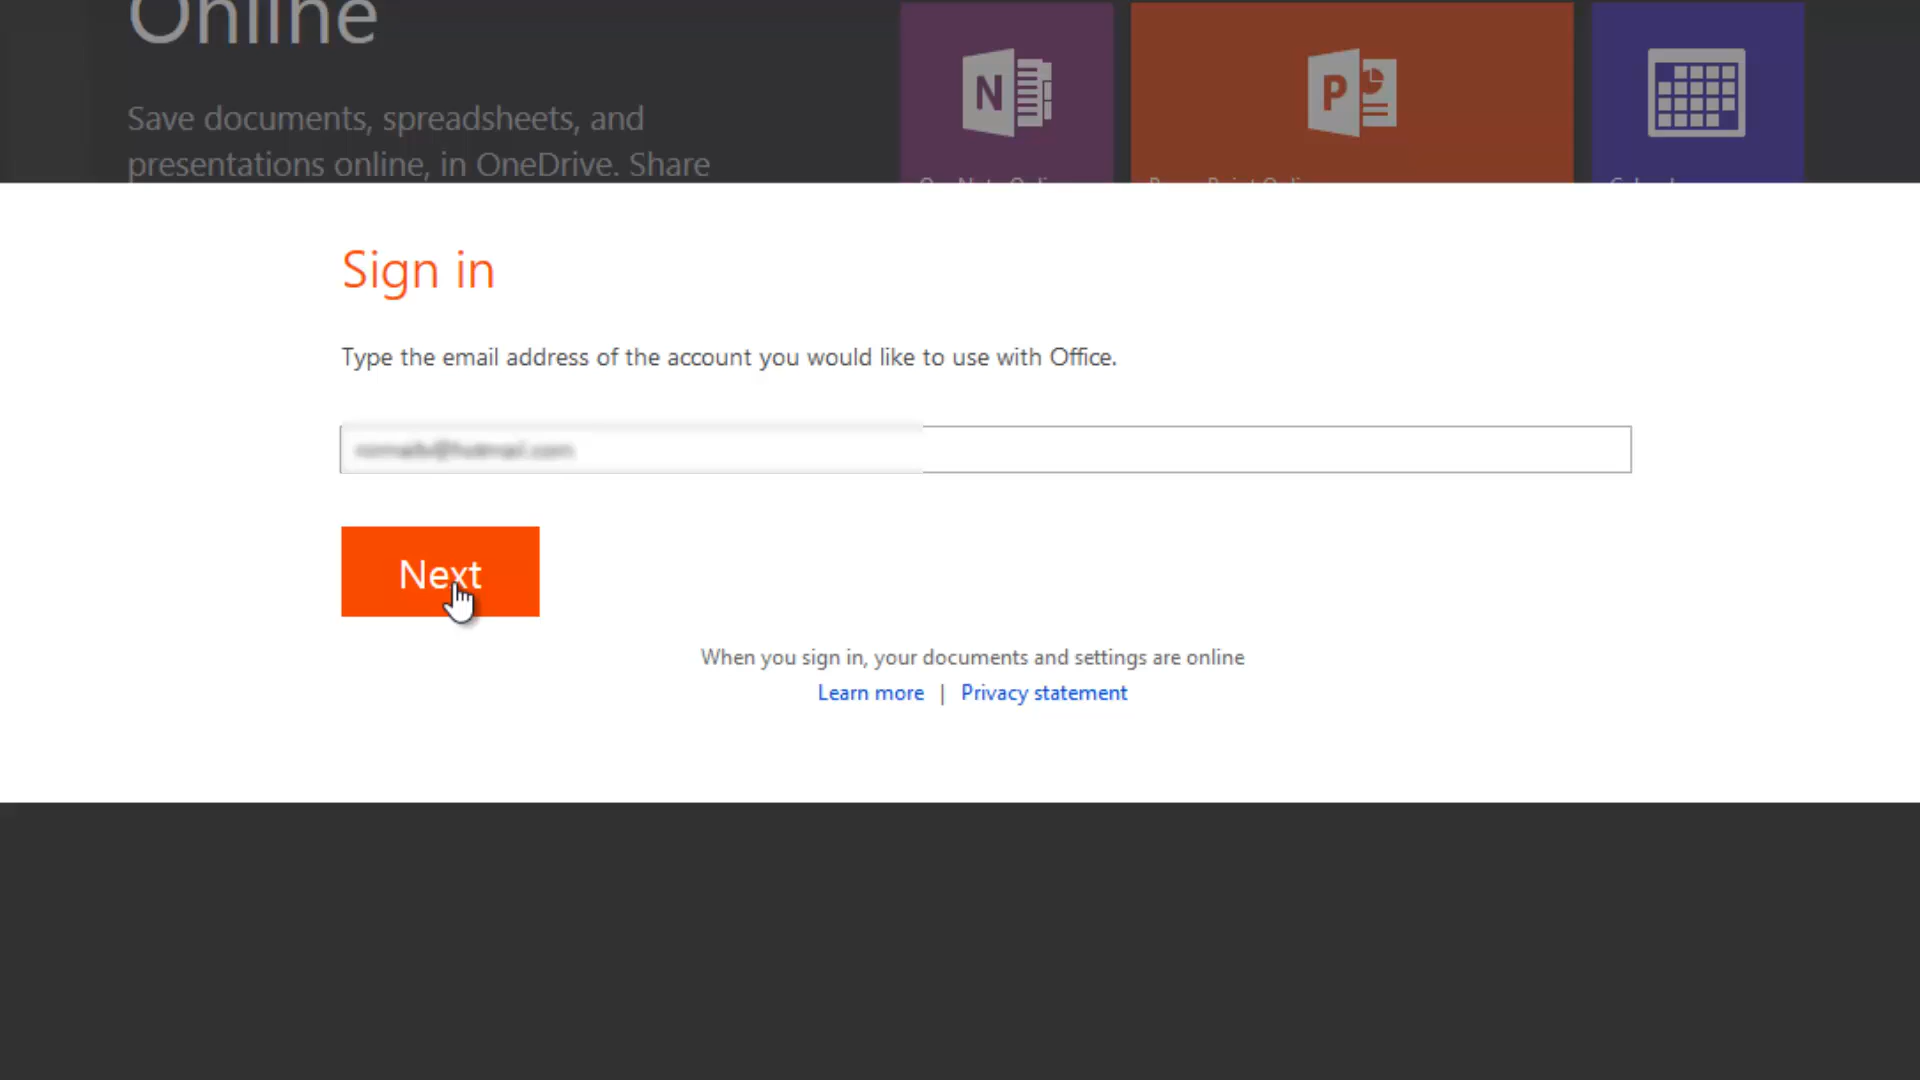 Online
Save documents, spreadsheets, and
presentations online, in OneDrive. Share
N
P
Sign in
Type the email address of the account you would like to use with Office.
Next
When you sign in, your documents and settings are online
Learn more | Privacy statement